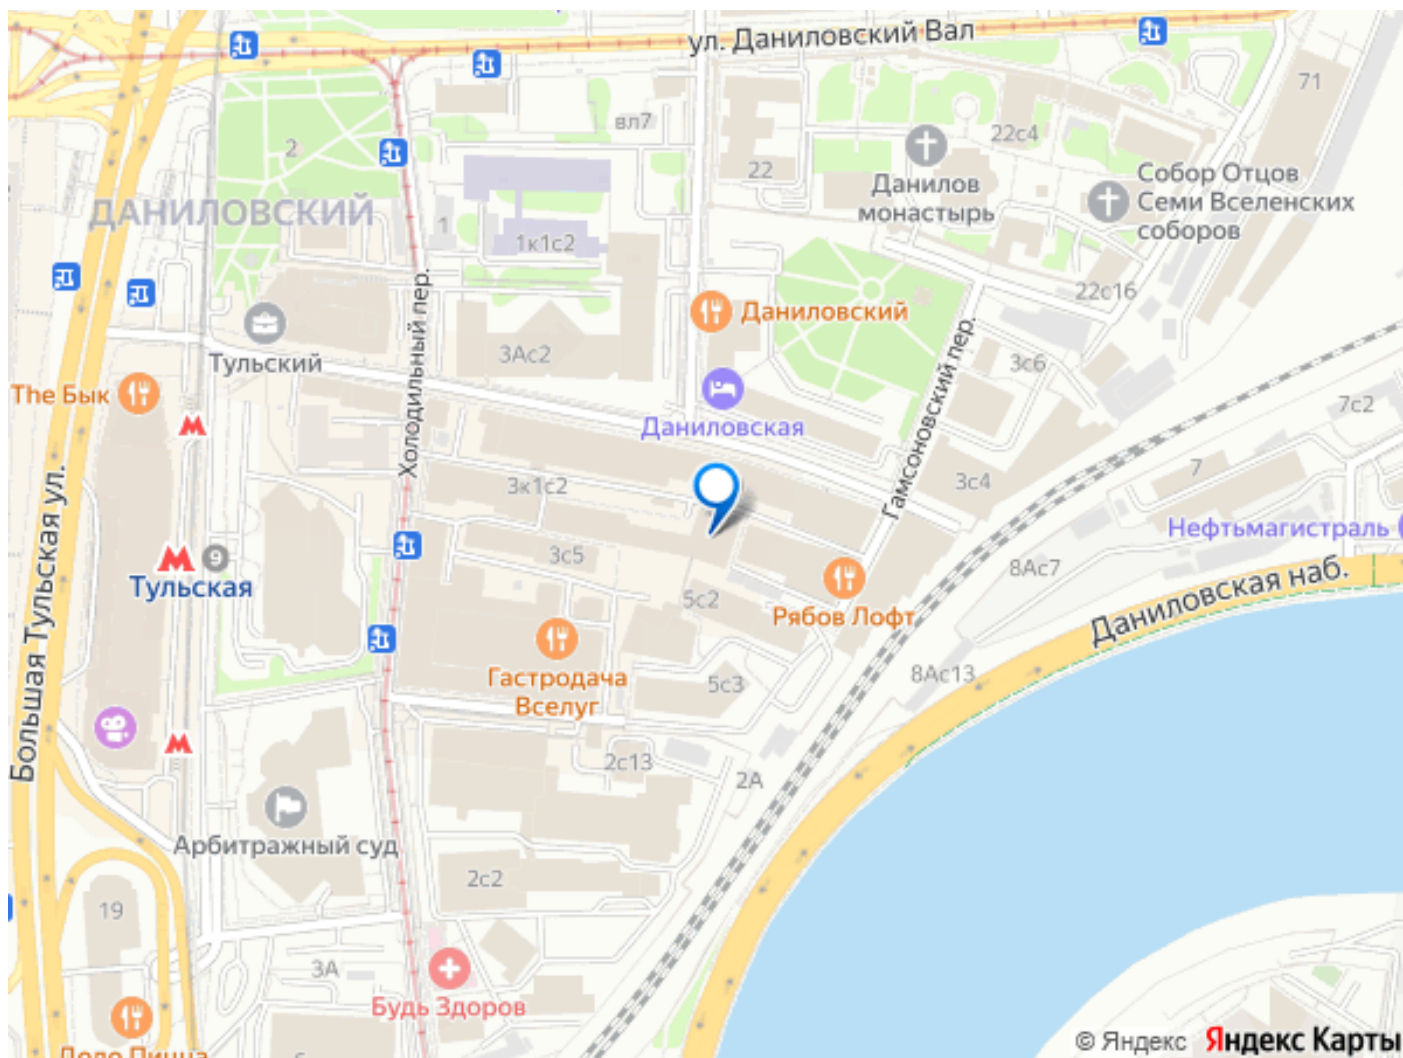 ул. Даниловский Вал
71
вл7
22с4
2
22
Данилов
монастырь
Собор Отцов
Семи Вселенских
соборов
ДАНИЛОВСКИЙ
1
1к1с2
22с16
Даниловский
Холодильный пер.
Тульский
3Ас2
3с6
Гамсоновский пер.
The Бык
Даниловская
7с2
7
3к1с2
3с4
Нефтьмагистраль
Большая Тульская ул.
9
3с5
8Ас7
Тульская
5с2
Рябов Лофт
Даниловская наб.
Гастродача
Вселуг
5с3
8Ас13
2с13
2А
Арбитражный суд
2с2
19
3А
Будь Здоров
© Яндекс Яндекс Карты